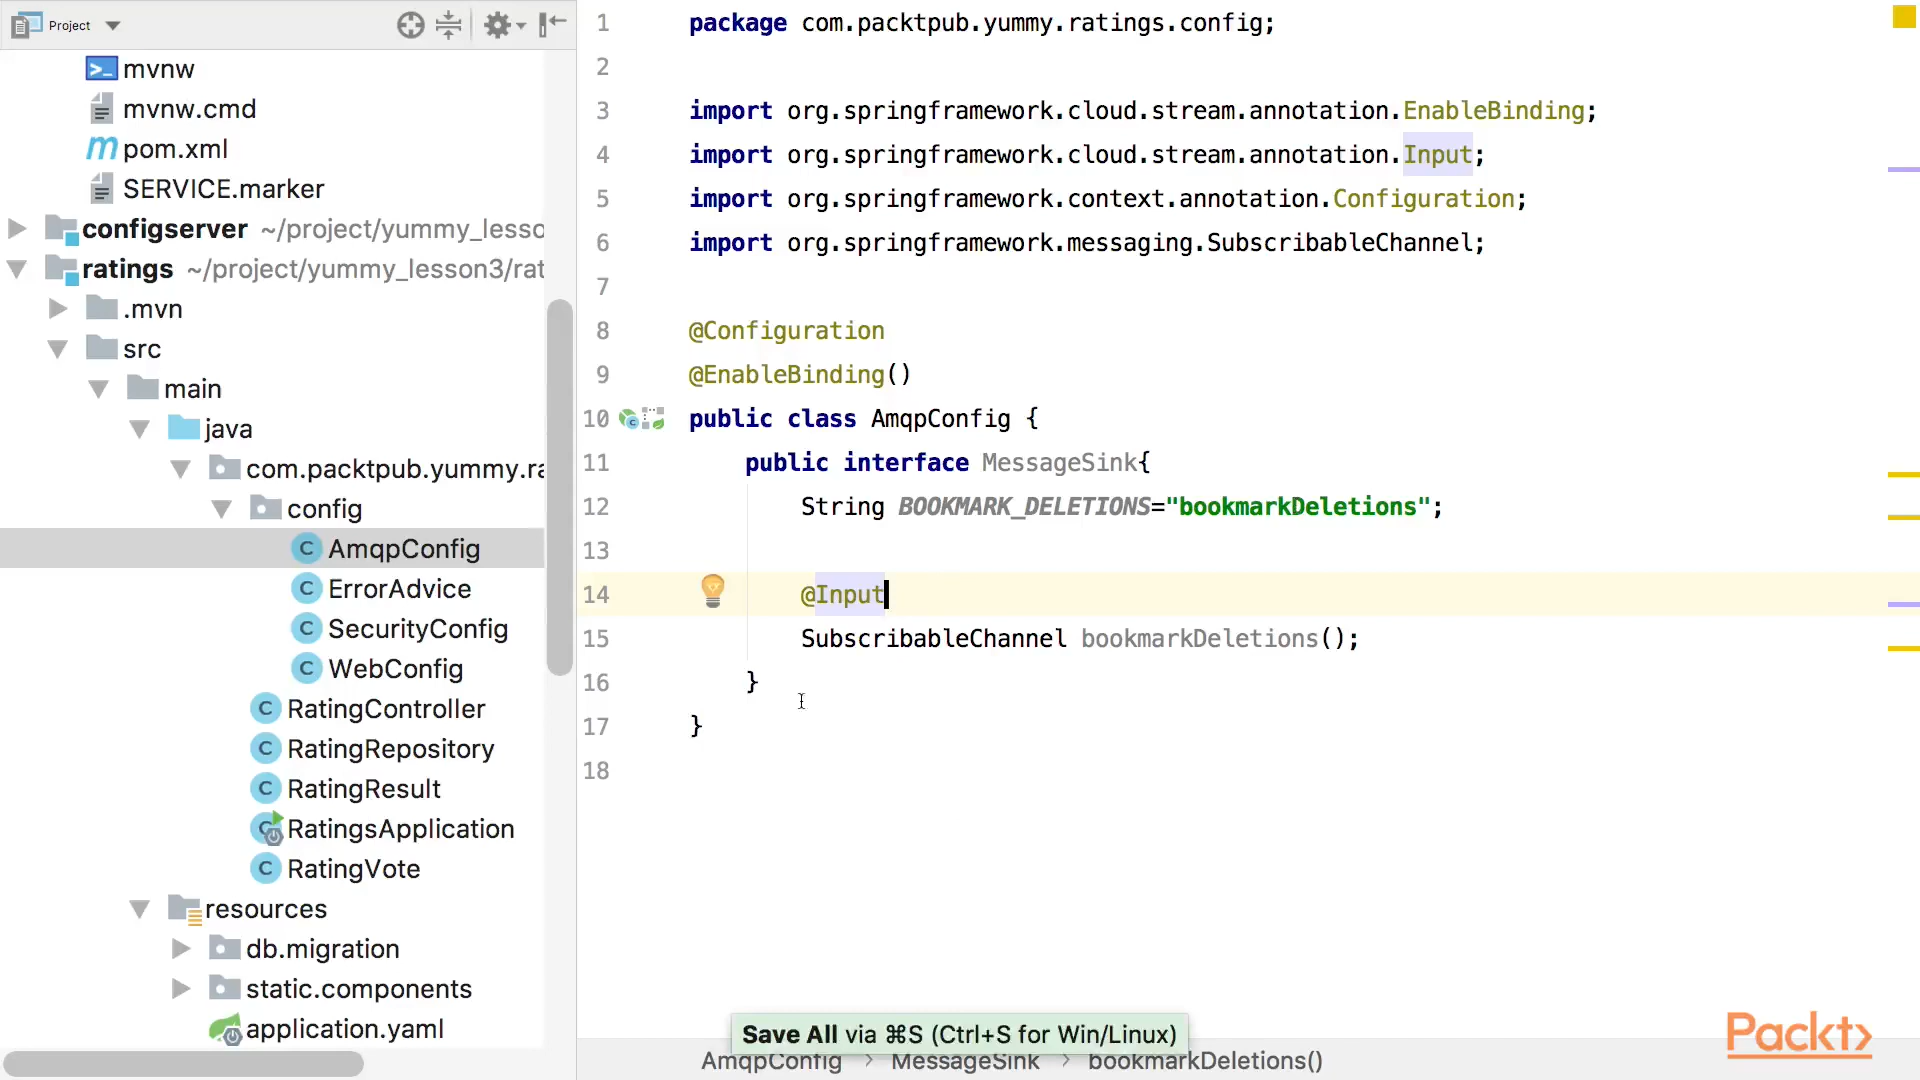 Project
mvnw
mvnw.cmd
pom.xml
SERVICE.marker
configserver ~/project/yummy_lesso
ratings ~/project/yummy_lesson3/rat
.mvn
src
main
java
com.packtpub.yummy.ra
config
AmqpConfig
ErrorAdvice
SecurityConfig
WebConfig
RatingController
RatingRepository
RatingResult
RatingsApplication
RatingVote
resources
db.migration
static.components
application.yaml
1 package com.packtpub.yummy.ratings.config;
2
3 import org.springframework.cloud.stream.annotation.EnableBinding;
4 import org.springframework.cloud.stream.annotation.Input;
5 import org.springframework.context.annotation.Configuration;
6 import org.springframework.messaging.SubscribableChannel;
7
8 @Configuration
9 @EnableBinding()
10 public class AmqpConfig {
11 public interface MessageSink{
12 String BOOKMARK_DELETIONS="bookmarkDeletions";
13
14 @Input
15 SubscribableChannel bookmarkDeletions();
16 }
17 }
18
Save All via ⌘S (Ctrl+S for Win/Linux)
AmqpConfig > MessageSink > bookmarkDeletions()
Packt>